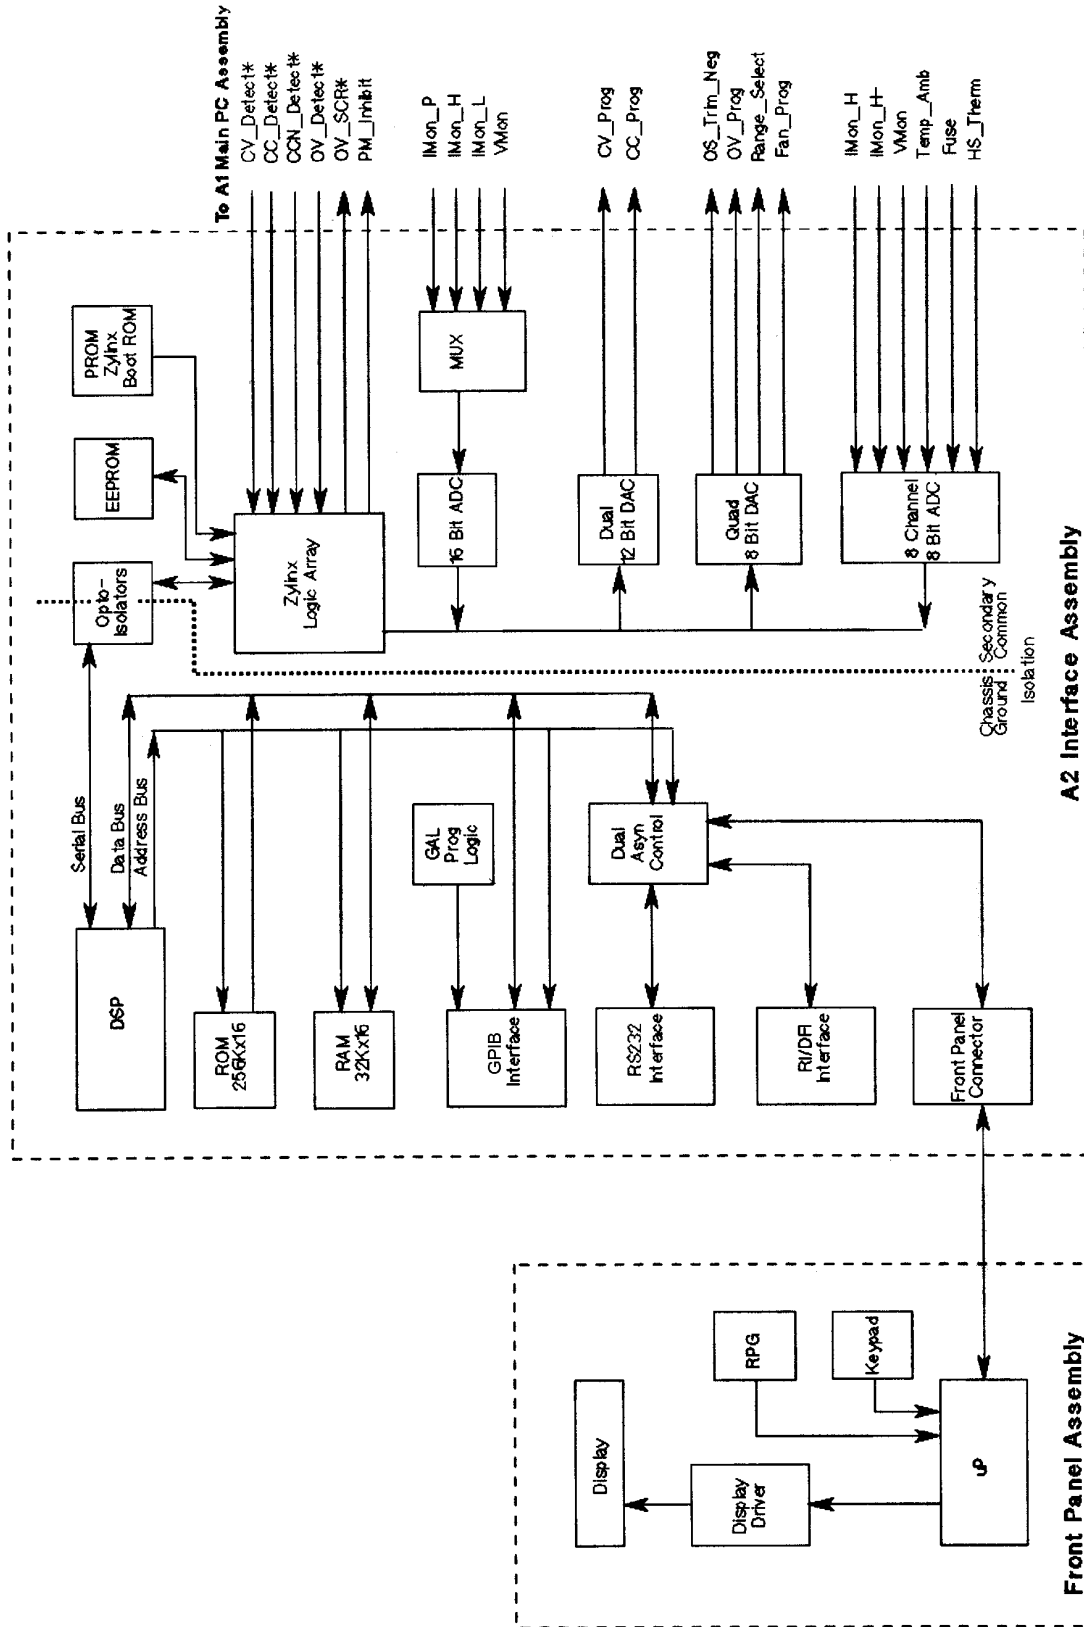 To A1 Main PC Assembly
CV_Detect*
CC_Detect*
CCN_Detect*
OV_Detect*
OV_SCR*
PM_Inhibit
IMon_P
IMon_H
IMon_L
VMon
CV_Prog
CC_Prog
OS_Trim_Neg
OV_Prog
Range_Select
Fan_Prog
IMon_H
IMon_H-
VMon
Temp_Amb
Fuse
HS_Therm
PROM
Zylinx
Boot ROM
EEPROM
Opto-
Isolators
Zylinx
Logic Array
MUX
16 Bit ADC
Dual
12 Bit DAC
Quad
8 Bit DAC
8 Channel
8 Bit ADC
Secondary
Common
Chassis
Ground
Isolation
A2 Interface Assembly
Serial Bus
Data Bus
Address Bus
DSP
ROM
256Kx16
RAM
32Kx16
GAL
Prog
Logic
GPIB
Interface
Dual
Asyn
Control
RS232
Interface
RI/DFI
Interface
Front Panel
Connector
Display
Display
Driver
RPG
Keypad
uP
Front Panel Assembly